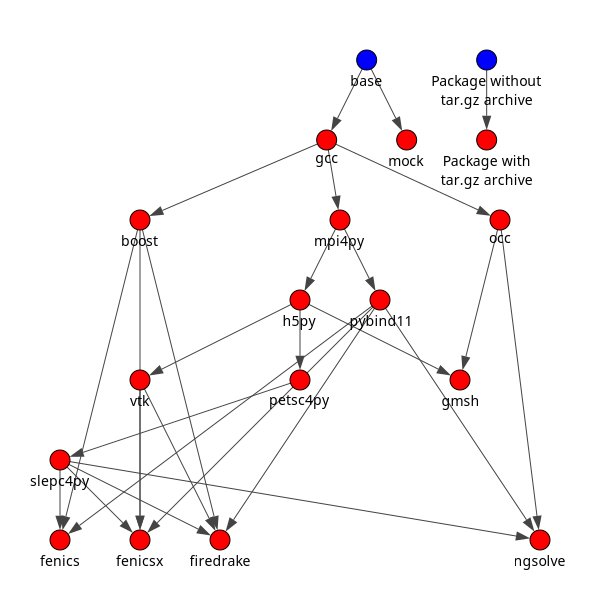 base
Package without
tar.gz archive
gcc
mock
Package with
tar.gz archive
boost
mpi4py
occ
h5py
pybind11
vtk
petsc4py
gmsh
slepc4py
fenics
fenicsx
firedrake
ngsolve